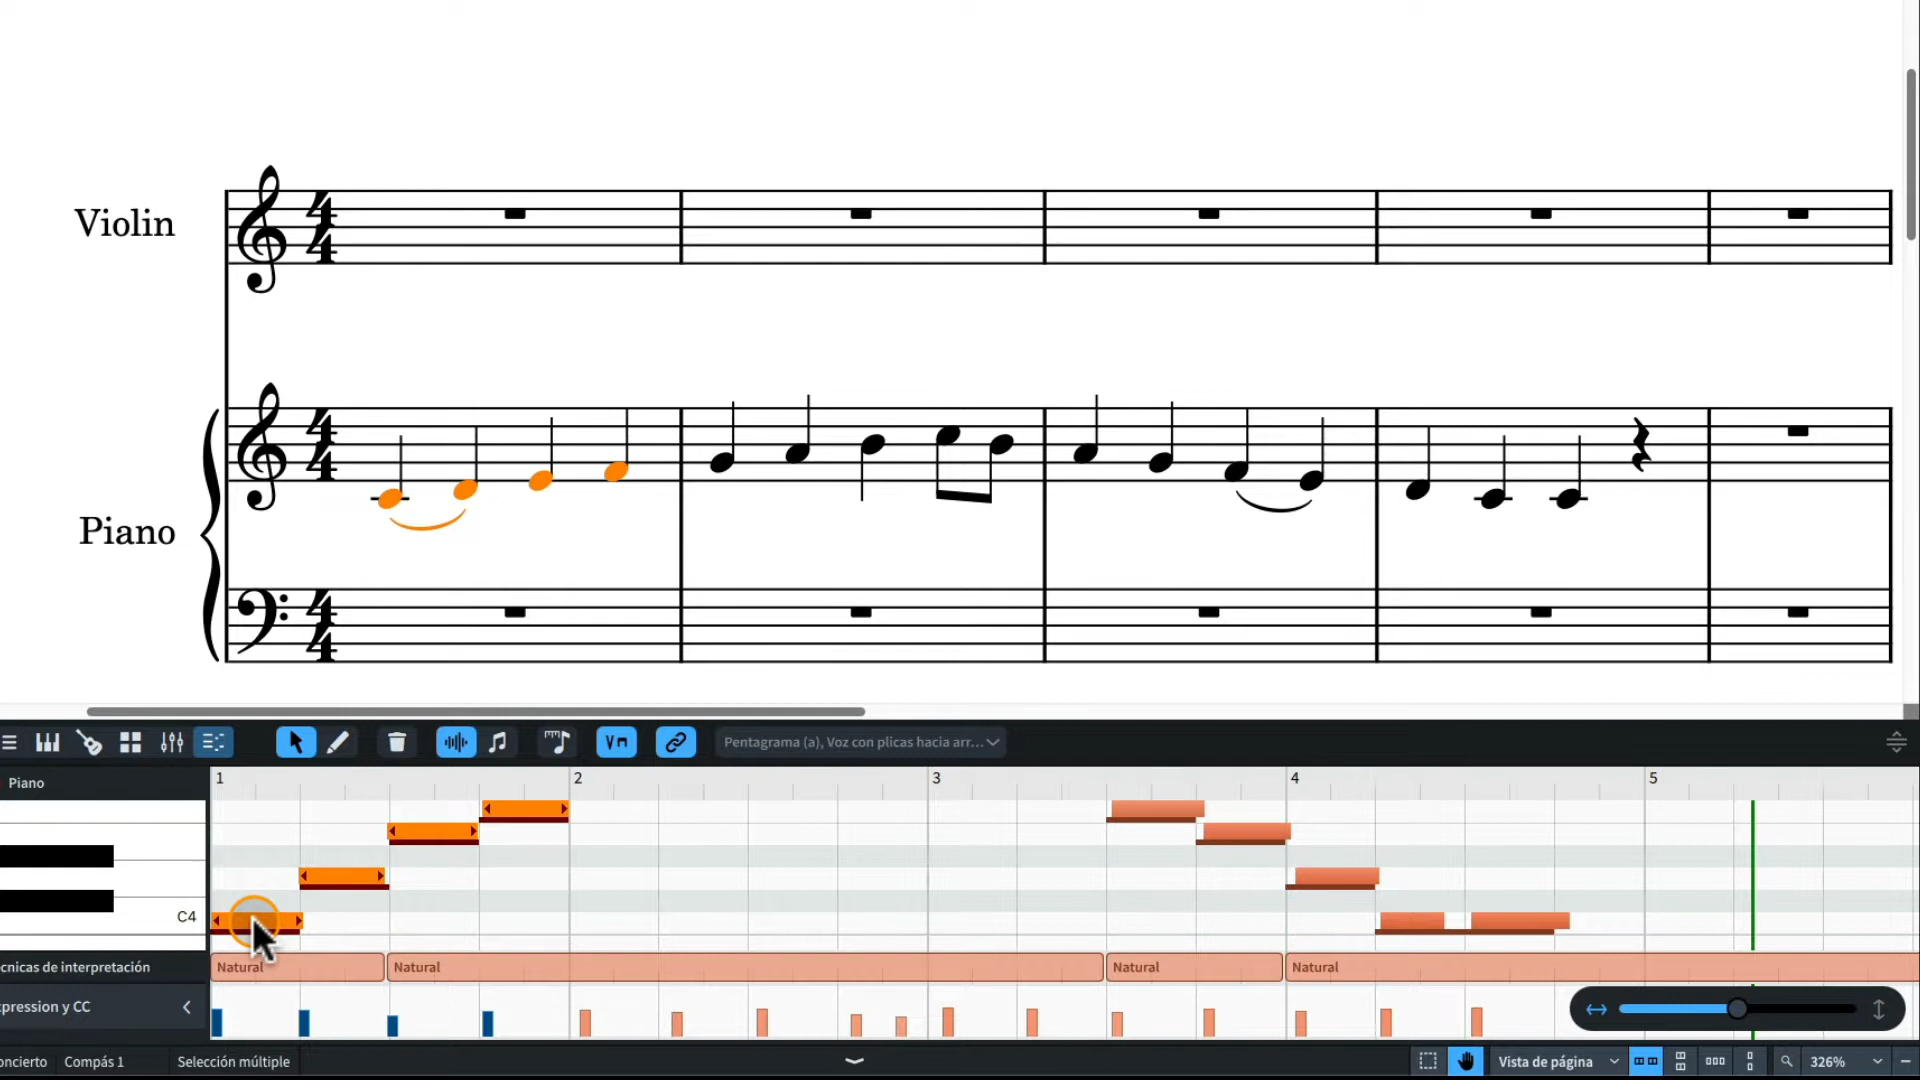 Violin
Piano
Pentagrama (a), Voz con plicas hacia arr...
Piano
1 2 3 4 5
C4
cnicas de interpretación
Natural Natural Natural Natural
xpression y CC
oncierto Compás 1 Selección múltiple
Vista de página
326%